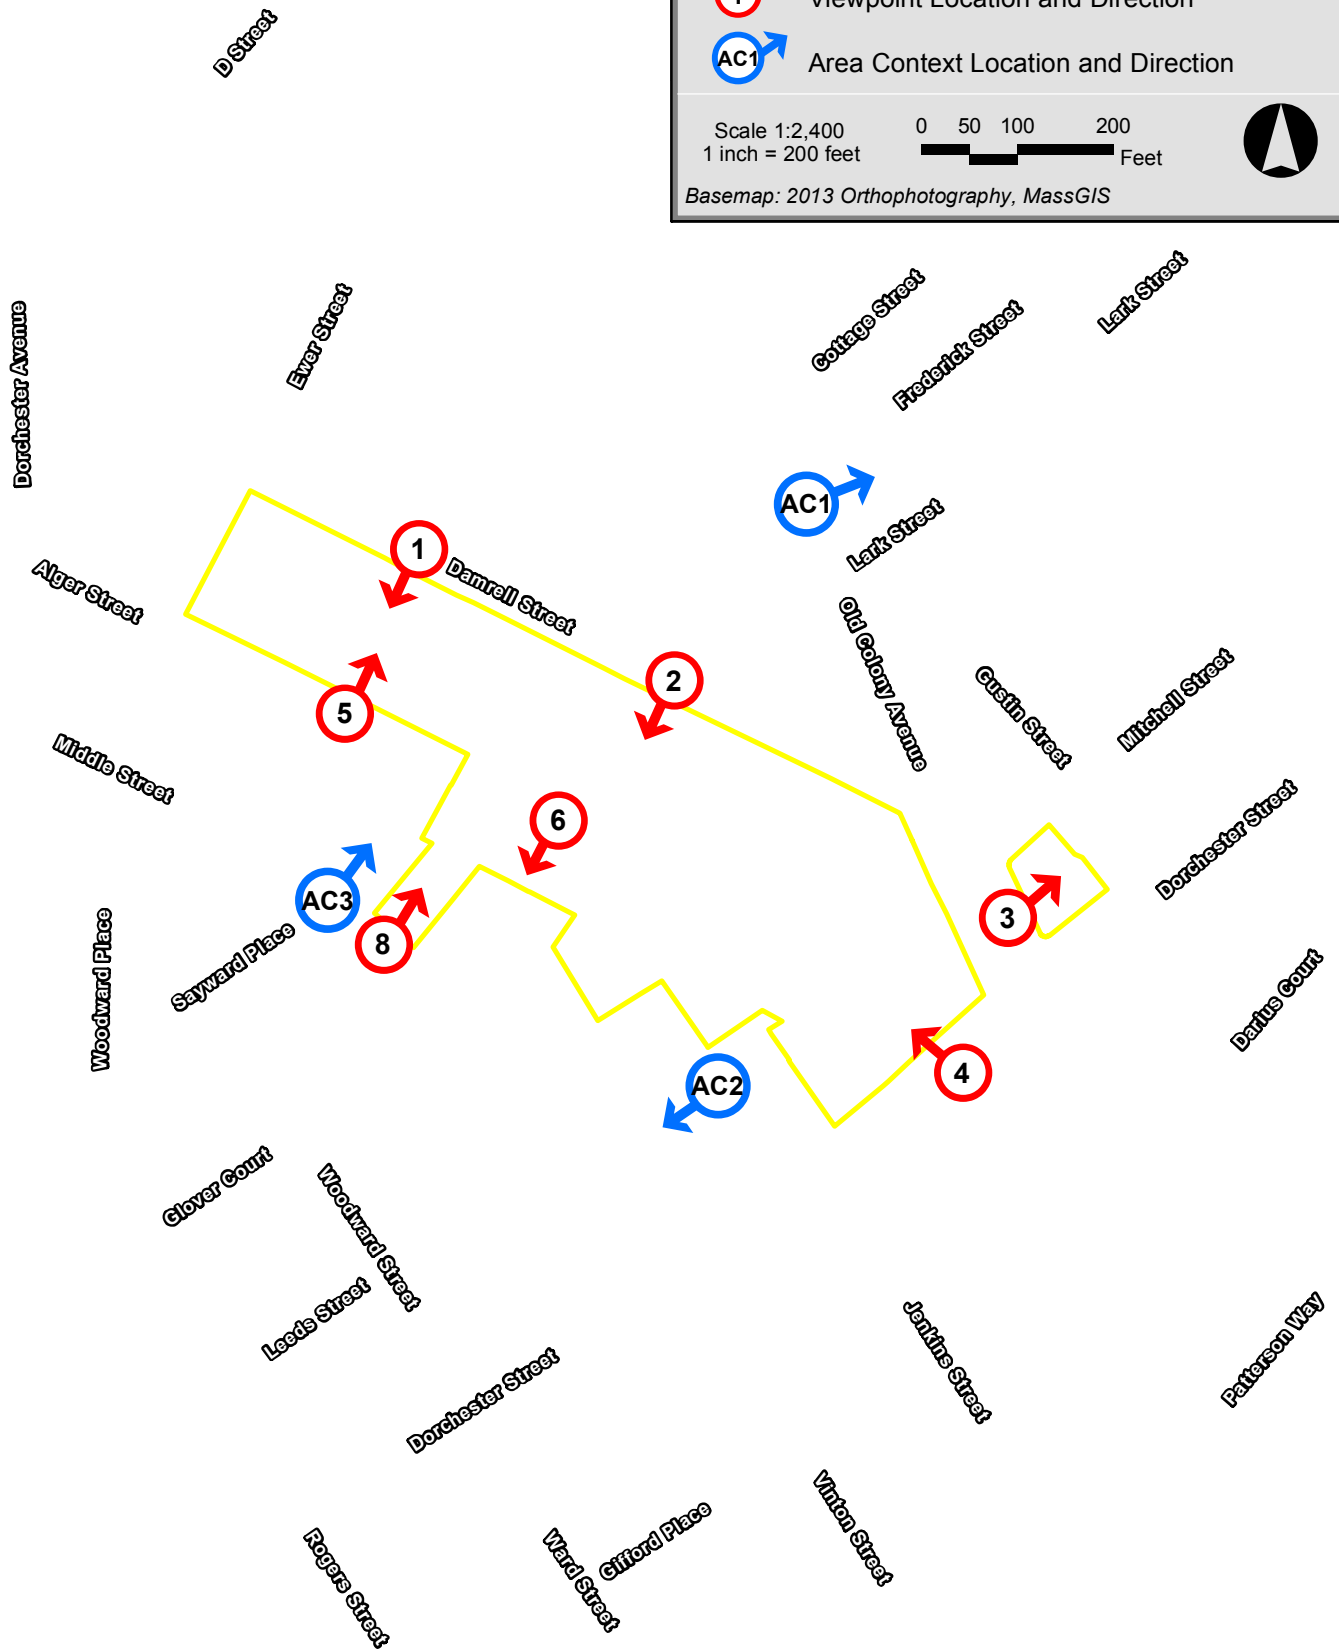 D Street
Viewpoint Location and Direction
AC1
Area Context Location and Direction
Scale 1:2,400
1 inch = 200 feet
0 50 100 200
Feet
Basemap: 2013 Orthophotography, MassGIS
Dorchester Avenue
Ewer Street
Cottage Street
Frederick Street
Lark Street
AC1
Lark Street
1
Damrell Street
Alger Street
Old Colony Avenue
2
5
Gustin Street
Mitchell Street
Middle Street
6
Dorchester Street
AC3
3
8
Sayward Place
Woodward Place
Darius Court
4
AC2
Glover Court
Woodward Street
Leeds Street
Dorchester Street
Jenkins Street
Patterson Way
Vinton Street
Gifford Place
Ward Street
Rogers Street